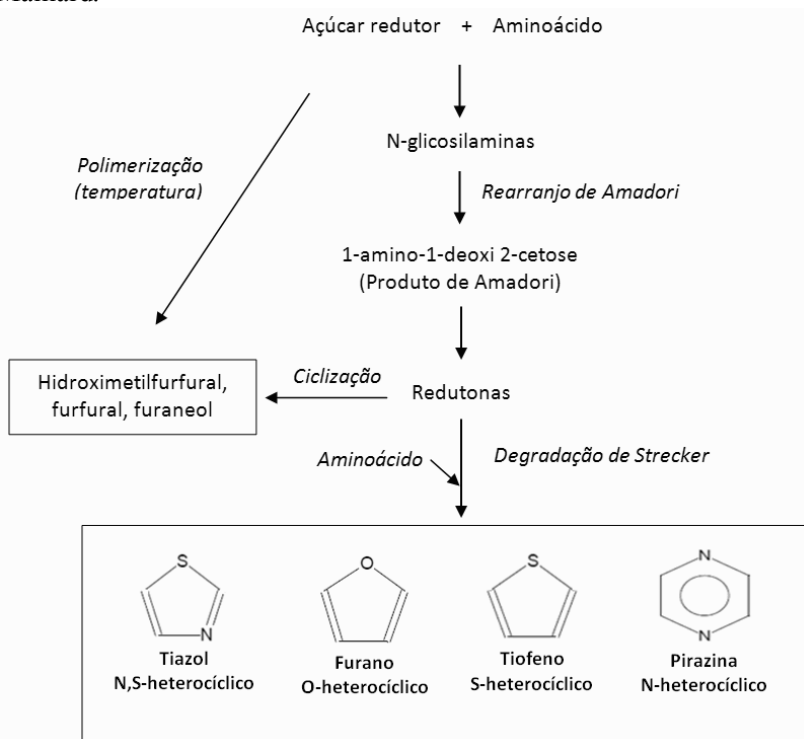 Açúcar redutor + Aminoácido
N-glicosilaminas
Polimerização
(temperatura)
Rearranjo de Amadori
1-amino-1-deoxi 2-cetose
(Produto de Amadori)
Hidroximetilfurfural,
furfural, furaneol
Ciclização
Redutonas
Aminoácido
Degradação de Strecker
S
N
Tiazol
N,S-heterocíclico
O
Furano
O-heterocíclico
S
Tiofeno
S-heterocíclico
N
N
Pirazina
N-heterocíclico